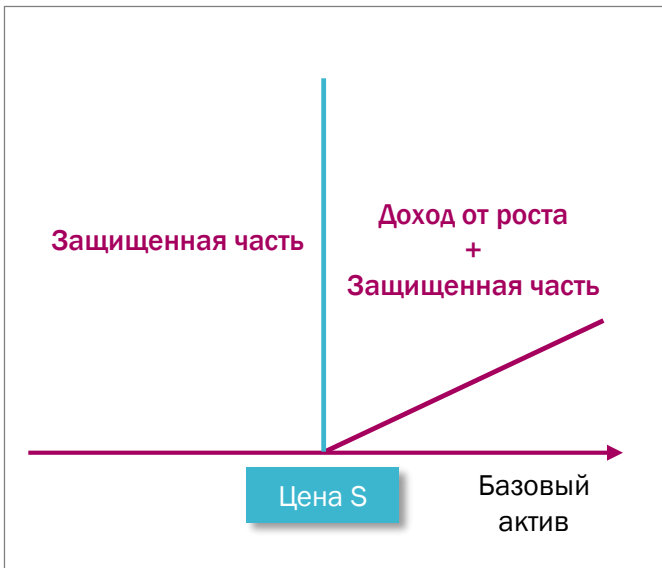 Защищенная часть
Доход от роста
+
Защищенная часть
Цена S
Базовый
актив